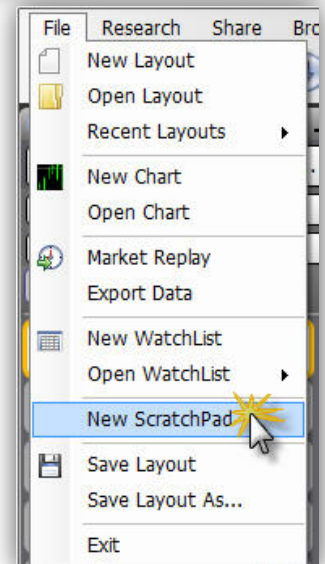 File Research Share Bro
New Layout
Open Layout
Recent Layouts
New Chart
Open Chart
Market Replay
Export Data
New WatchList
Open WatchList
New ScratchPad
Save Layout
Save Layout As...
Exit